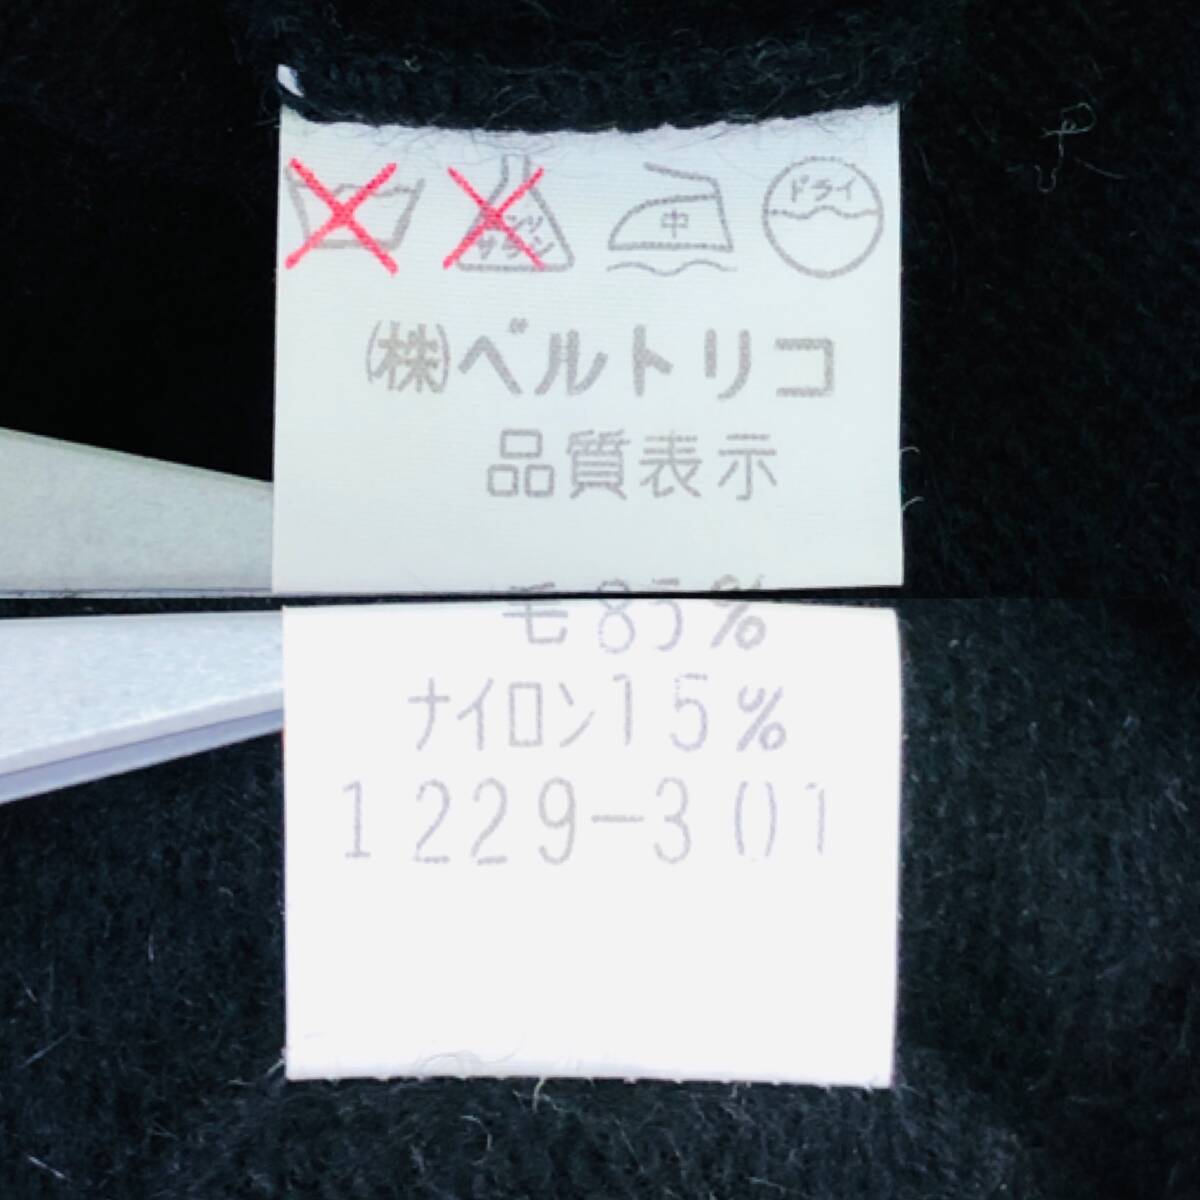 エンソ サラシ 中 ドライ
㈱ベルトリコ
品質表示
毛85%
ナイロン15%
1229-301